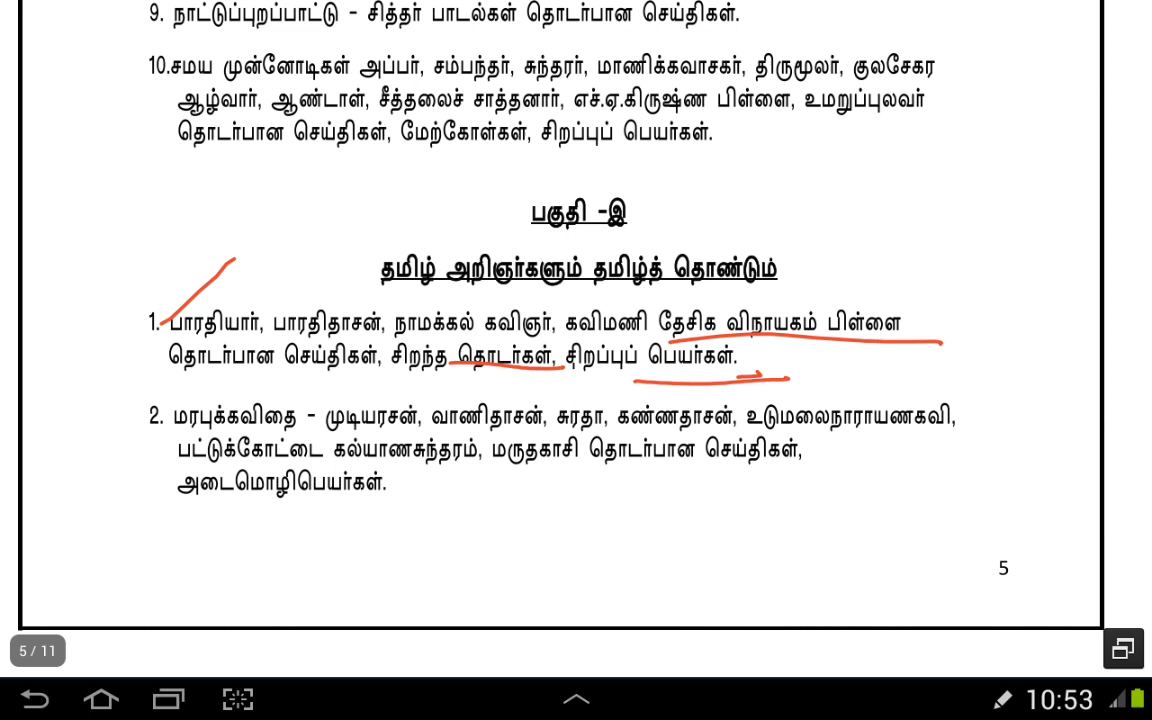 9. நாட்டுப்புறப்பாட்டு - சித்தர் பாடல்கள் தொடர்பான செய்திகள்.
10.சமய முன்னோடிகள் அப்பர், சம்பந்தர், சுந்தரர், மாணிக்கவாசகர், திருமூலர், குலசேகர
ஆழ்வார், ஆண்டாள், சீத்தலைச் சாத்தனார், எச்.ஏ.கிருஷ்ண பிள்ளை, உமறுப்புலவர்
தொடர்பான செய்திகள், மேற்கோள்கள், சிறப்புப் பெயர்கள்.
பகுதி -இ
தமிழ் அறிஞர்களும் தமிழ்த் தொண்டும்
1. பாரதியார், பாரதிதாசன், நாமக்கல் கவிஞர், கவிமணி தேசிக விநாயகம் பிள்ளை
தொடர்பான செய்திகள், சிறந்த தொடர்கள், சிறப்புப் பெயர்கள்.
2. மரபுக்கவிதை - முடியரசன், வாணிதாசன், சுரதா, கண்ணதாசன், உடுமலைநாராயணகவி,
பட்டுக்கோட்டை கல்யாணசுந்தரம், மருதகாசி தொடர்பான செய்திகள்,
அடைமொழிபெயர்கள்.
5
5 / 11
10:53